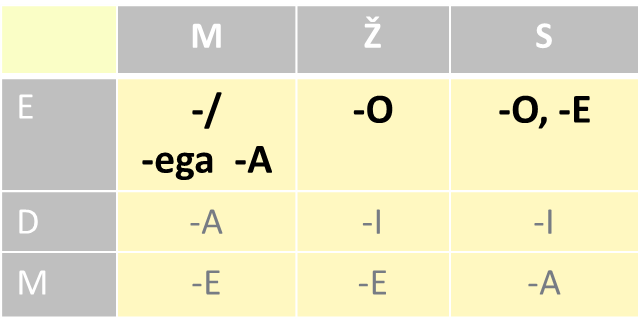 M Ž S
E -/ -O -O, -E
-ega -A
D -A -I -I
M -E -E -A